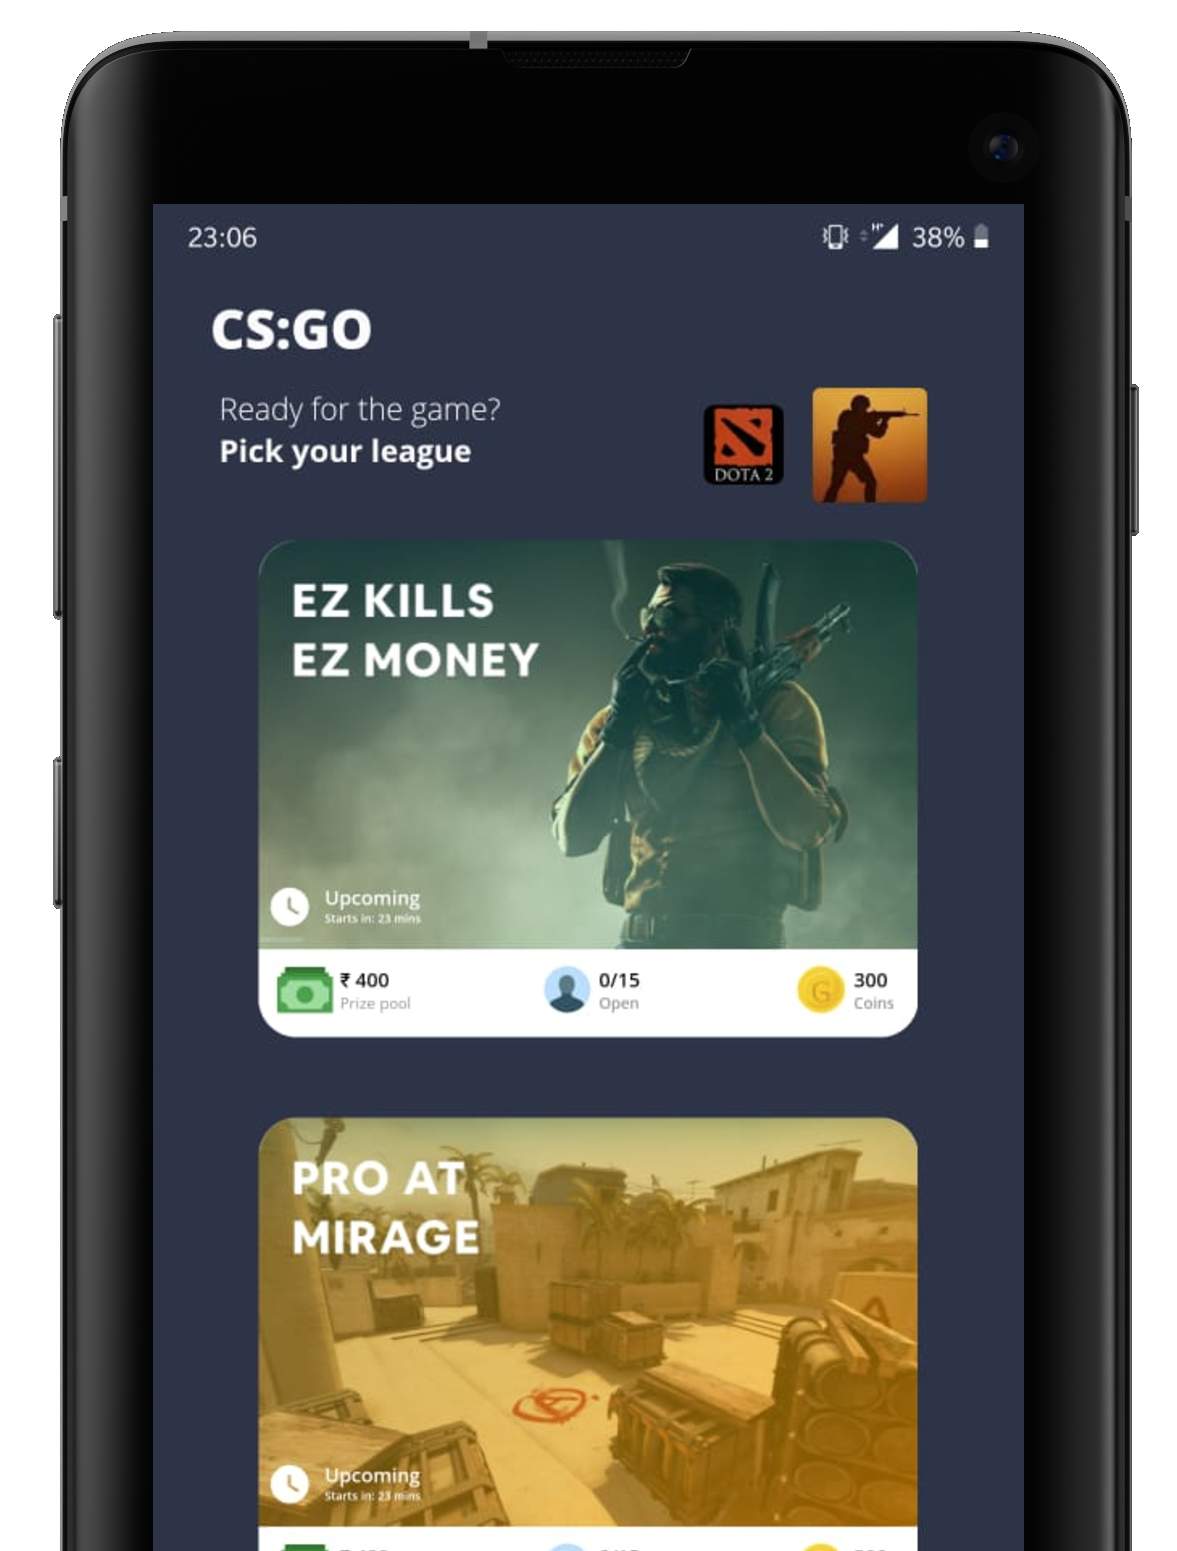 23:06
H+
38%
CS:GO
Ready for the game?
Pick your league
DOTA 2
EZ KILLS
EZ MONEY
Upcoming
Starts in: 23 mins
₹ 400
Prize pool
0/15
Open
G
300
Coins
PRO AT
MIRAGE
A
A
Upcoming
Starts in: 23 mins